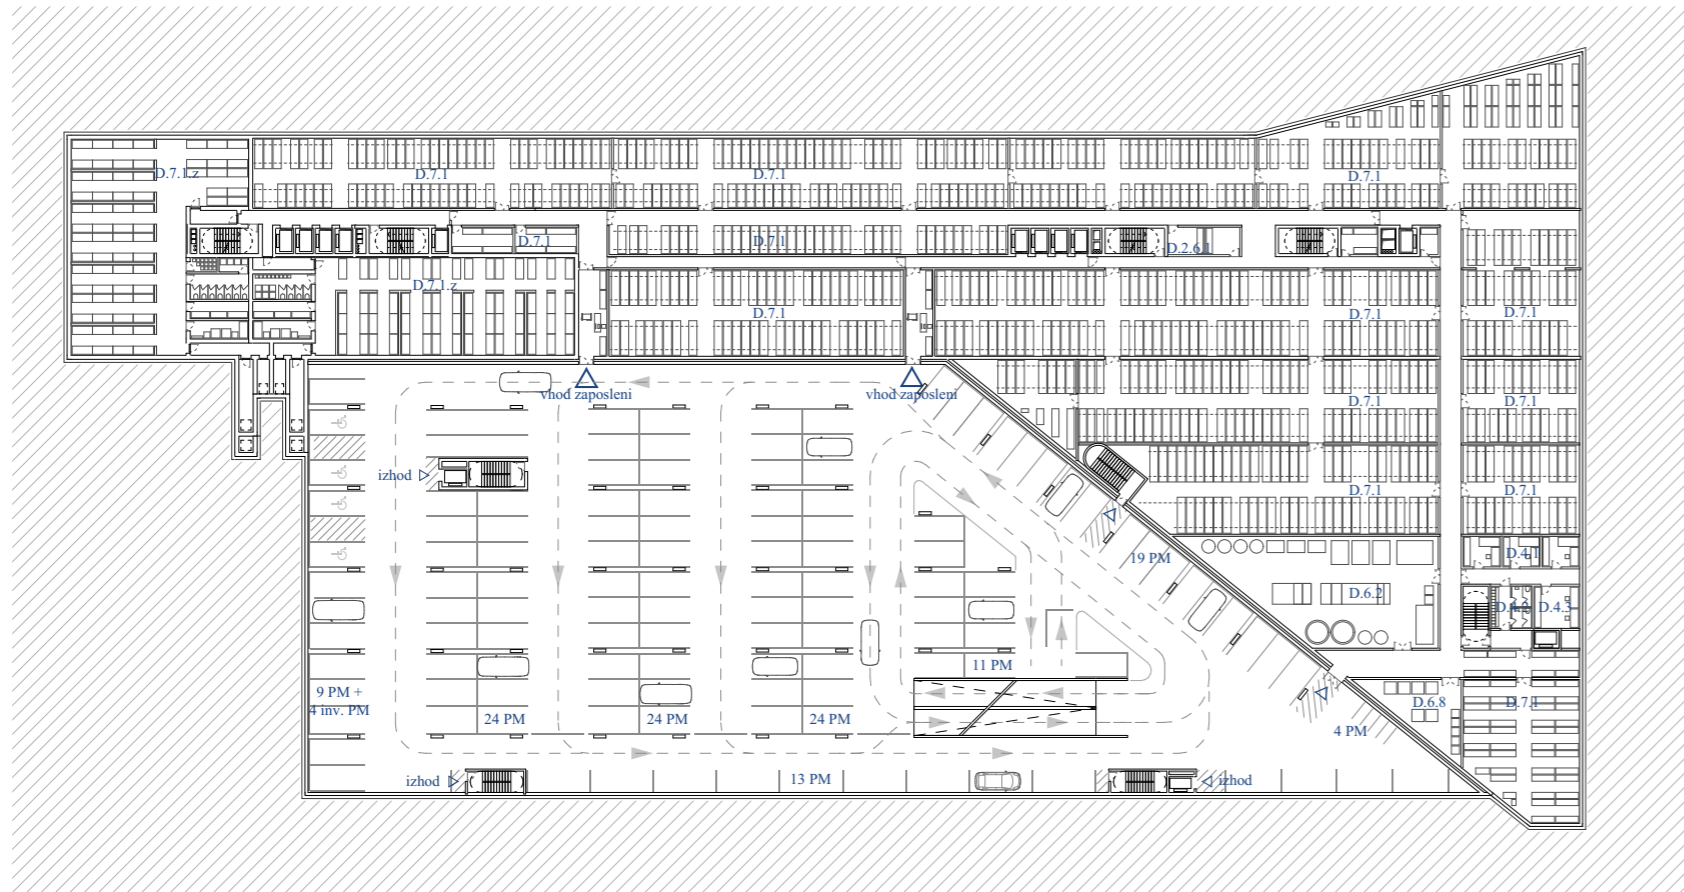 D.7.1.z
D.7.1
D.7.1
D.7.1
D.7.1
D.7.1
D.2.6.1
D.7.1.z
D.7.1
D.7.1
D.7.1
vhod zaposleni
vhod zaposleni
D.7.1
D.7.1
izhod
D.7.1
D.7.1
19 PM
D.4.1
D.6.2
D.4.2
D.4.3
11 PM
9 PM +
4 inv. PM
24 PM
24 PM
24 PM
D.6.8
D.7.1
4 PM
izhod
13 PM
izhod